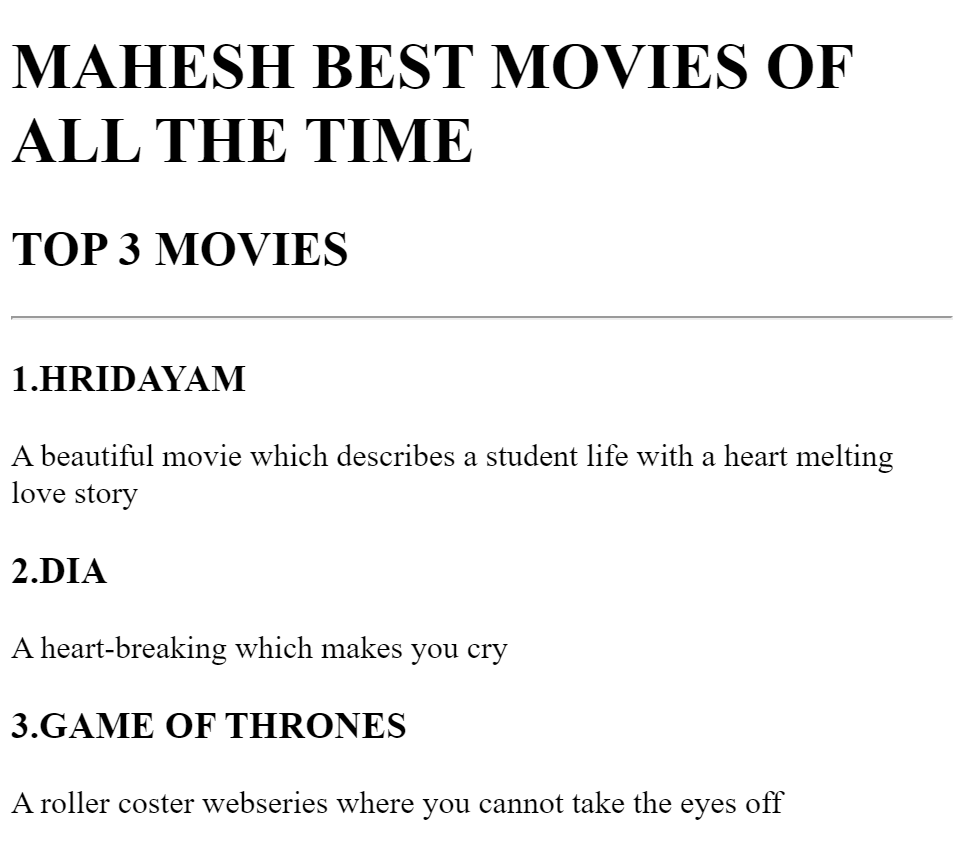 MAHESH BEST MOVIES OF
ALL THE TIME
TOP 3 MOVIES
1.HRIDAYAM
A beautiful movie which describes a student life with a heart melting
love story
2.DIA
A heart-breaking which makes you cry
3.GAME OF THRONES
A roller coster webseries where you cannot take the eyes off